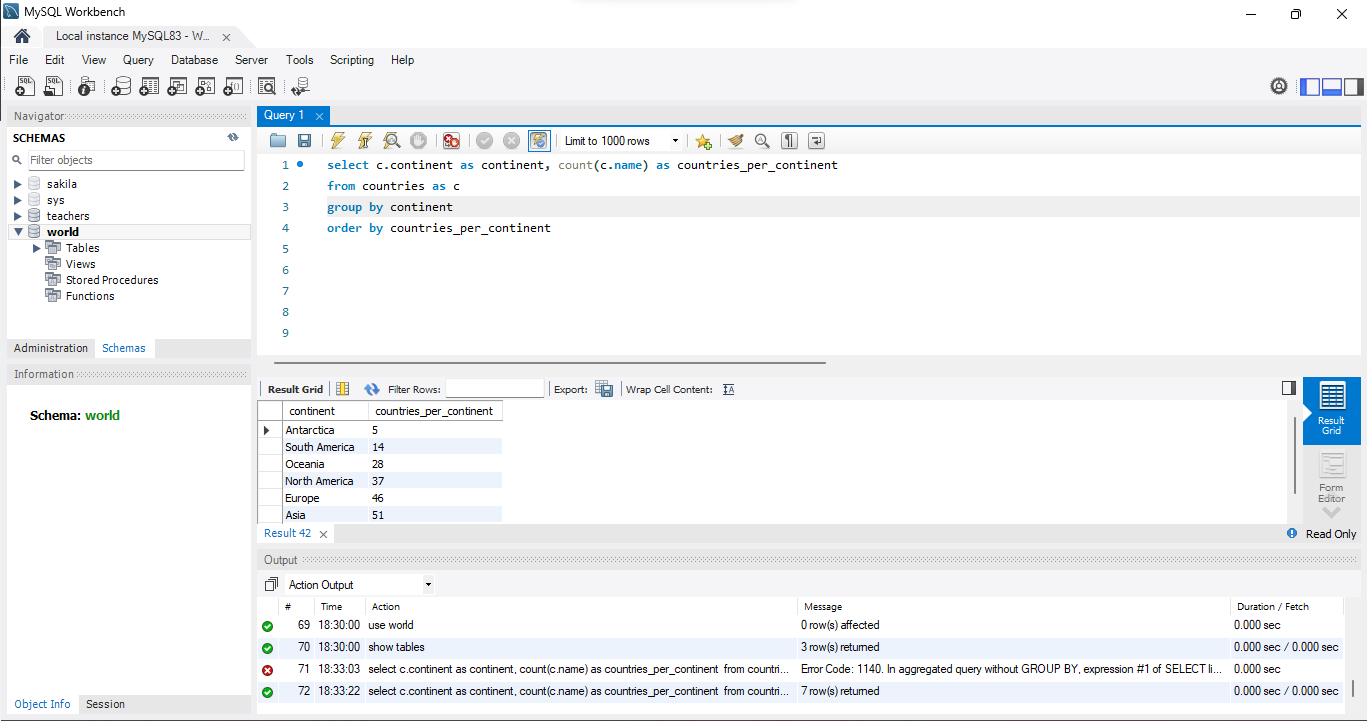 MySQL Workbench
Local instance MySQL83 - W...
File Edit View Query Database Server Tools Scripting Help
Navigator
SCHEMAS
Filter objects
sakila
sys
teachers
world
Tables
Views
Stored Procedures
Functions
Administration Schemas
Information
Schema: world
Object Info Session
Query 1
Limit to 1000 rows
1 select c.continent as continent, count(c.name) as countries_per_continent
2 from countries as c
3 group by continent
4 order by countries_per_continent
5
6
7
8
9
Result Grid Filter Rows: Export: Wrap Cell Content:
continent countries_per_continent
Antarctica 5
South America 14
Oceania 28
North America 37
Europe 46
Asia 51
Result Grid
Form Editor
Result 42
Read Only
Output
Action Output
# Time Action Message Duration / Fetch
69 18:30:00 use world 0 row(s) affected 0.000 sec
70 18:30:00 show tables 3 row(s) returned 0.000 sec / 0.000 sec
71 18:33:03 select c.continent as continent, count(c.name) as countries_per_continent from countri... Error Code: 1140. In aggregated query without GROUP BY, expression #1 of SELECT li... 0.000 sec
72 18:33:22 select c.continent as continent, count(c.name) as countries_per_continent from countri... 7 row(s) returned 0.000 sec / 0.000 sec